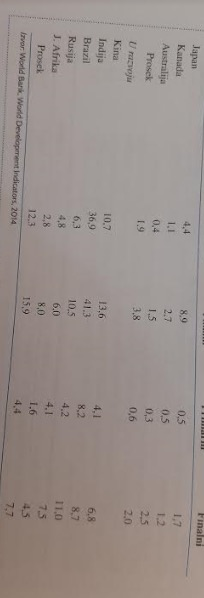 Finalni
Japan 4,4 8,9 0,5 1,7
Kanada 1,1 2,7 0,5 1,2
Australija 0,4 1,5 0,3 2,5
Prosek 1,9 3,8 0,6 2,0
U razvoju
Kina 10,7 13,6 4,1 6,8
Indija 36,9 41,3 8,2 8,7
Brazil 6,3 10,5 4,2 11,0
Rusija 4,8 6,0 4,1 7,5
J. Afrika 2,8 8,0 1,6 4,5
Prosek 12,3 15,9 4,4 7,7
Izvor: World Bank, World Development Indicators, 2014.